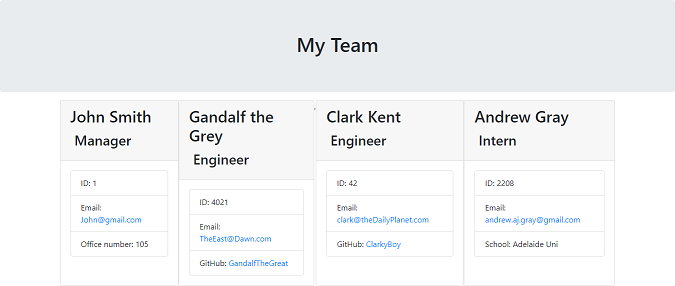 My Team
John Smith
Manager
ID: 1
Email:
John@gmail.com
Office number: 105
Gandalf the
Grey
Engineer
ID: 4021
Email:
TheEast@Dawn.com
GitHub: GandalfTheGreat
Clark Kent
Engineer
ID: 42
Email:
clark@theDailyPlanet.com
GitHub: ClarkyBoy
Andrew Gray
Intern
ID: 2208
Email:
andrew.aj.gray@gmail.com
School: Adelaide Uni